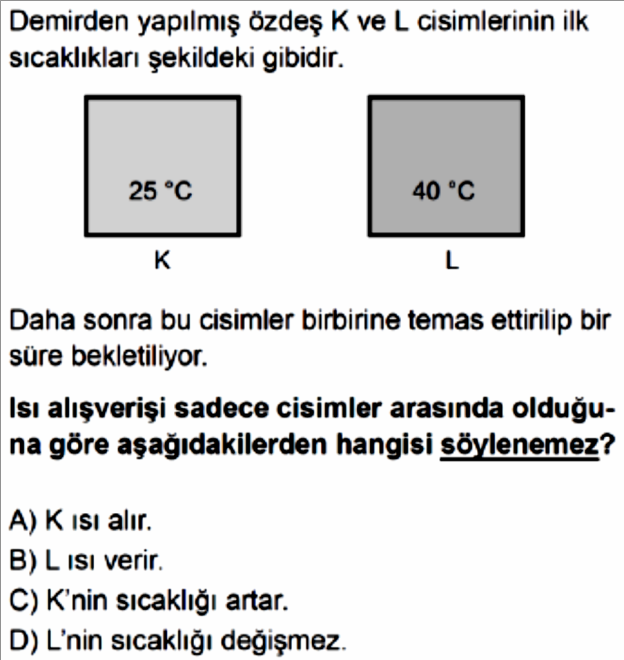 Demirden yapılmış özdeş K ve L cisimlerinin ilk
sıcaklıkları şekildeki gibidir.
25 °C
40 °C
K
L
Daha sonra bu cisimler birbirine temas ettirilip bir
süre bekletiliyor.
Isı alışverişi sadece cisimler arasında olduğu-
na göre aşağıdakilerden hangisi söylenemez?
A) K ısı alır.
B) L ısı verir.
C) K'nin sıcaklığı artar.
D) L'nin sıcaklığı değişmez.